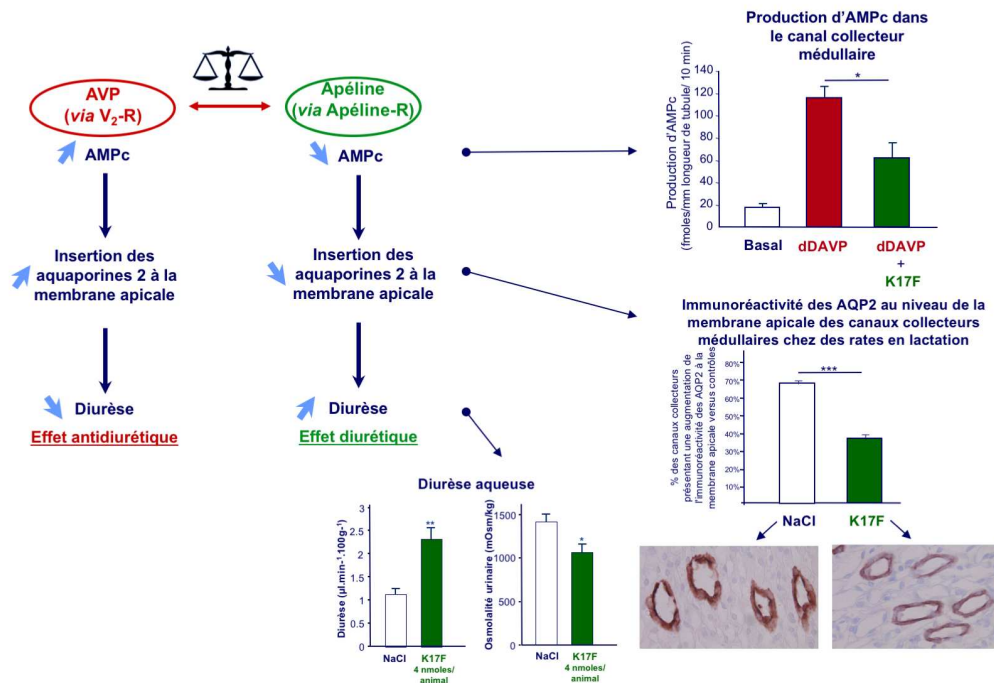 AVP
(via V2-R)
AMPc
Insertion des
aquaporines 2 à la
membrane apicale
Diurèse
Effet antidiurétique
Apéline
(via Apéline-R)
AMPc
Insertion des
aquaporines 2 à la
membrane apicale
Diurèse
Effet diurétique
Production d'AMPc dans
le canal collecteur
médullaire
Production d'AMPc
(fmoles/mm longueur de tubule/ 10 min)
140
120
100
80
60
40
20
0
*
Basal
dDAVP
dDAVP
+
K17F
Immunoréactivité des AQP2 au niveau de la
membrane apicale des canaux collecteurs
médullaires chez des rates en lactation
% des canaux collecteurs
présentant une augmentation de
l'immunoréactivité des AQP2 à la
membrane apicale versus contrôles
80%
70%
60%
50%
40%
30%
20%
10%
***
NaCl
K17F
Diurèse aqueuse
Diurèse (µl.min-1.100g-1)
3
2.5
2
1.5
1
0.5
0
**
NaCl
K17F
4 nmoles/
animal
Osmolalité urinaire (mOsm/kg)
1500
1000
500
0
*
NaCl
K17F
4 nmoles/
animal